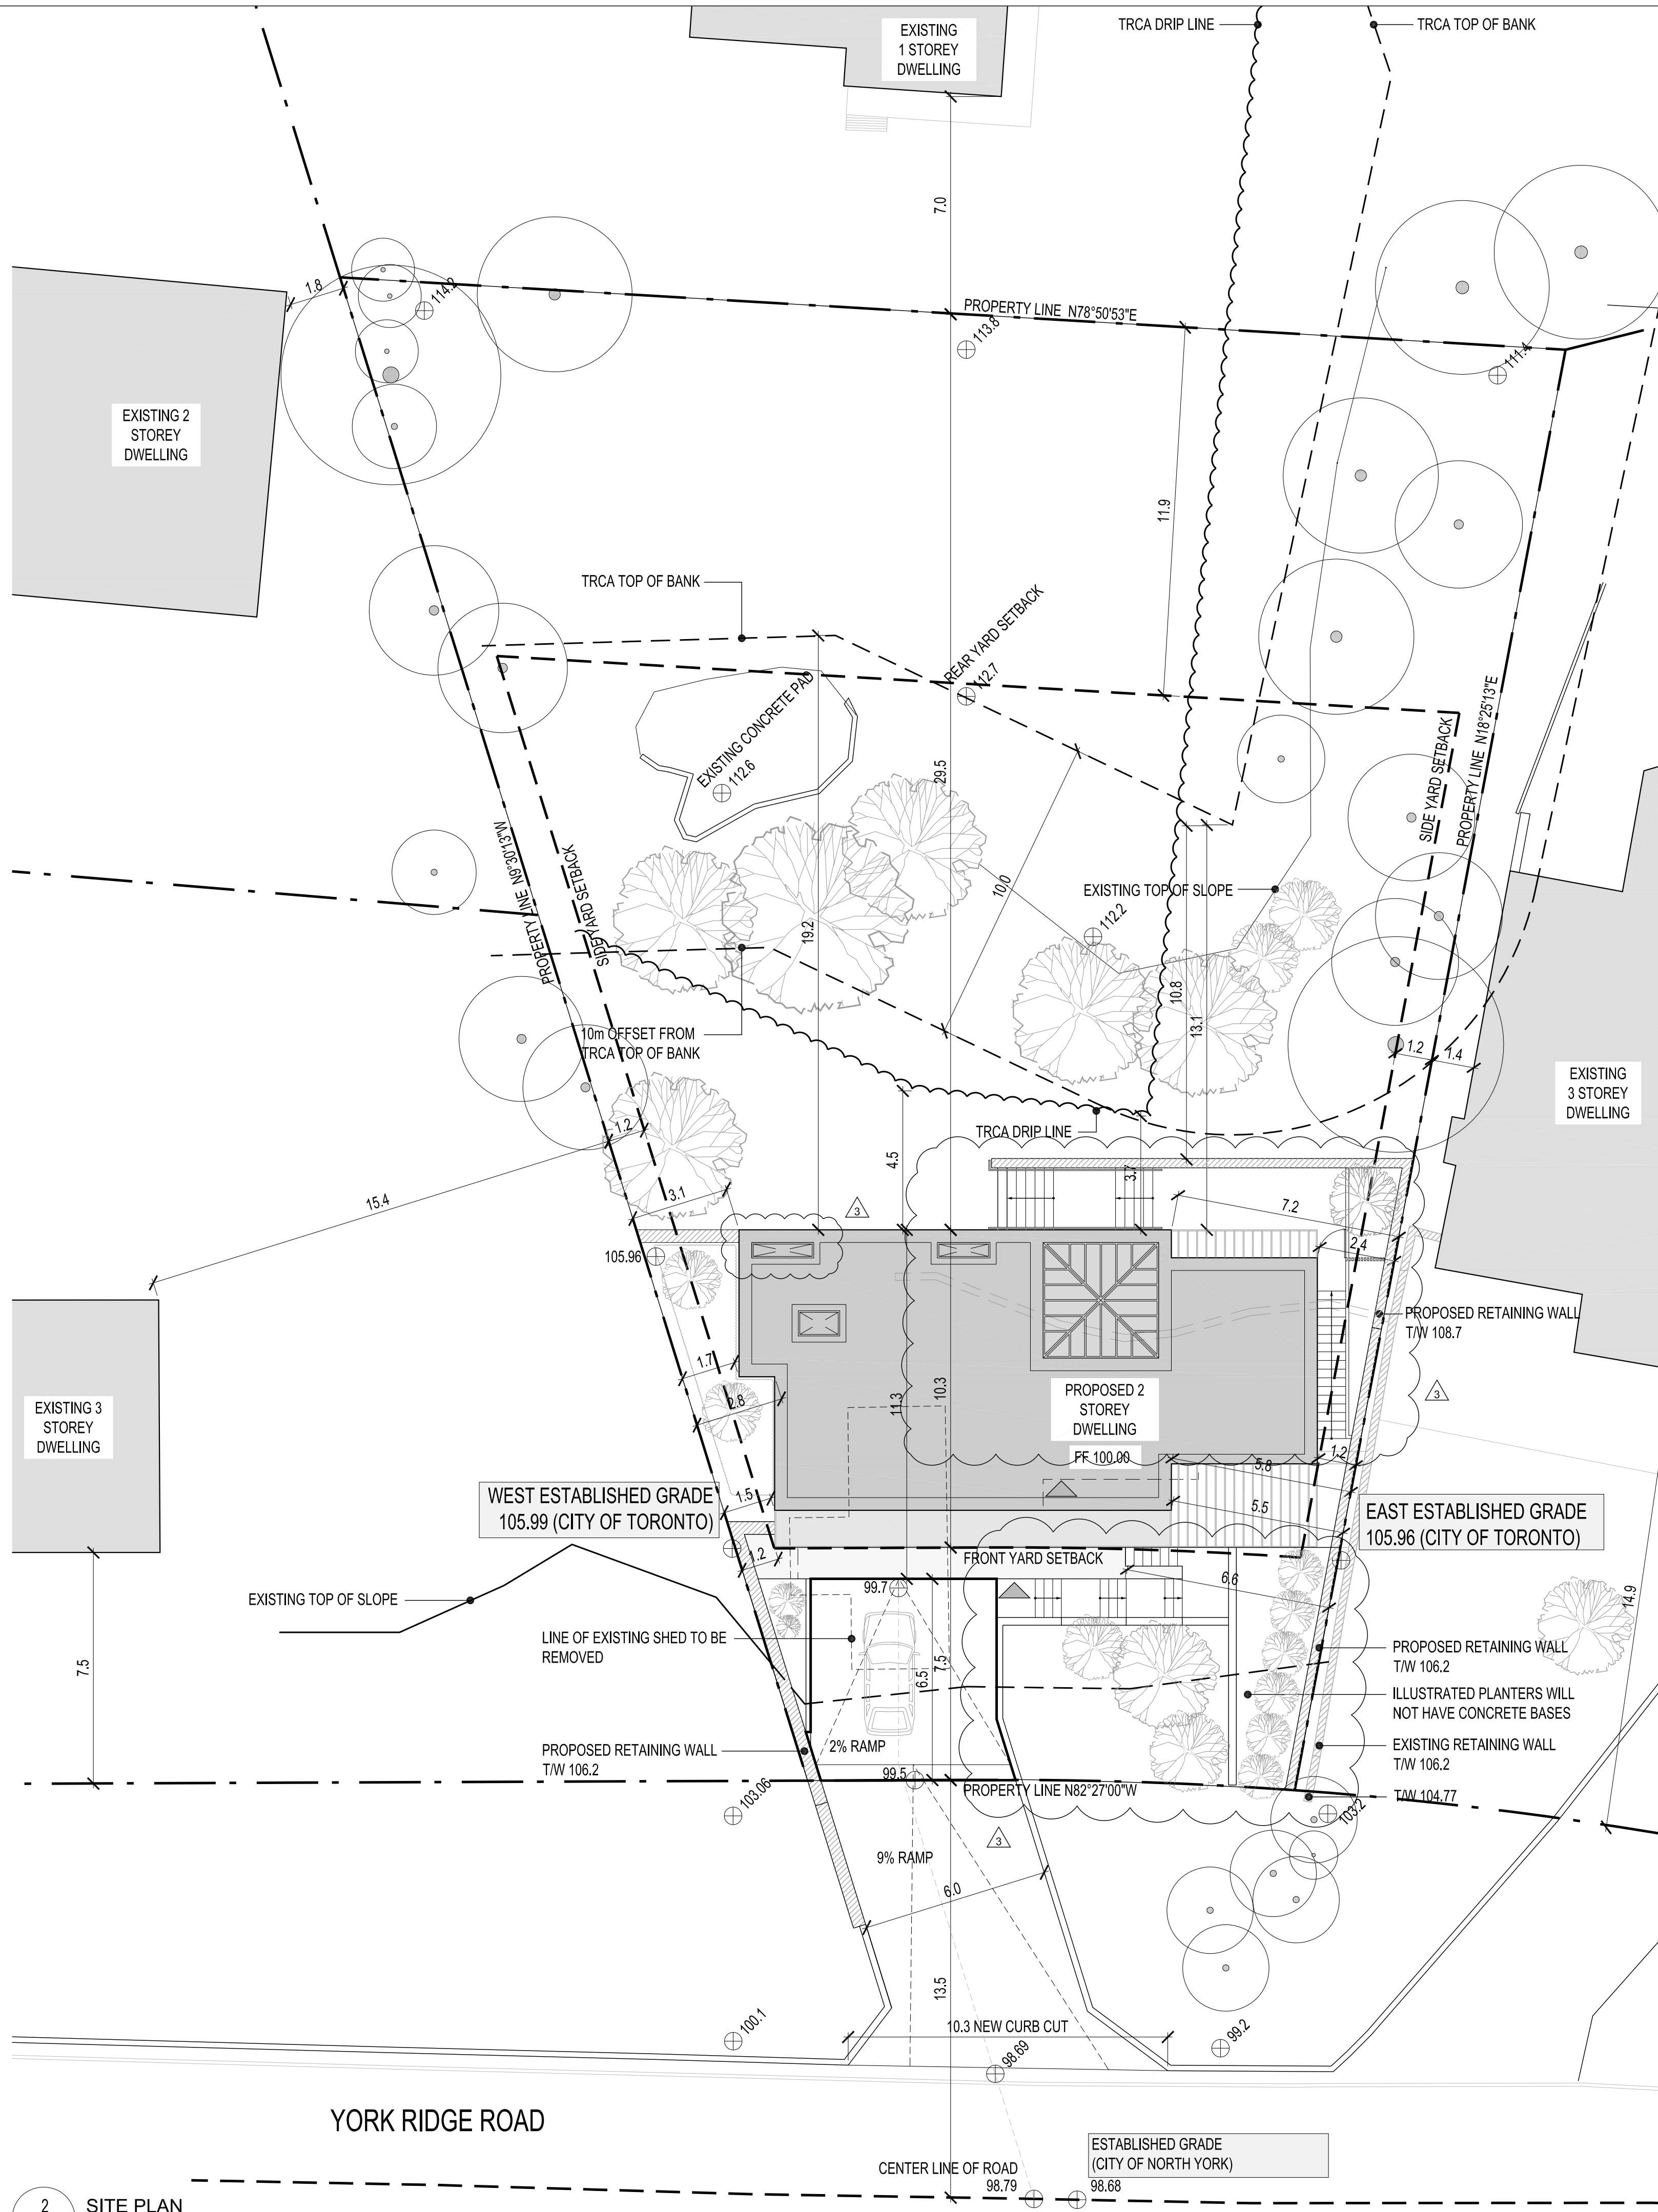 TRCA DRIP LINE
TRCA TOP OF BANK
EXISTING
1 STOREY
DWELLING
7.0
1.8
114.2
PROPERTY LINE N78°50'53"E
113.8
111.4
EXISTING 2
STOREY
DWELLING
11.9
TRCA TOP OF BANK
REAR YARD SETBACK
112.7
EXISTING CONCRETE PAD
112.6
29.5
SIDE YARD SETBACK
PROPERTY LINE N18°25'13"E
PROPERTY LINE N9°30'13"W
SIDEYARD SETBACK
10.0
EXISTING TOP OF SLOPE
112.2
19.2
10.8
13.1
10m OFFSET FROM
TRCA TOP OF BANK
1.2
1.4
EXISTING
3 STOREY
DWELLING
1.2
TRCA DRIP LINE
4.5
3.7
15.4
3.1
3
7.2
2.4
105.96
PROPOSED RETAINING WALL
T/W 108.7
1.7
2.8
11.3
10.3
PROPOSED 2
STOREY
DWELLING
FF 100.00
3
EXISTING 3
STOREY
DWELLING
1.2
5.8
5.5
WEST ESTABLISHED GRADE
105.99 (CITY OF TORONTO)
1.5
EAST ESTABLISHED GRADE
105.96 (CITY OF TORONTO)
1.2
FRONT YARD SETBACK
6.6
99.7
EXISTING TOP OF SLOPE
14.9
LINE OF EXISTING SHED TO BE
REMOVED
7.5
6.5
7.5
PROPOSED RETAINING WALL
T/W 106.2
ILLUSTRATED PLANTERS WILL
NOT HAVE CONCRETE BASES
PROPOSED RETAINING WALL
T/W 106.2
2% RAMP
EXISTING RETAINING WALL
T/W 106.2
99.5
PROPERTY LINE N82°27'00"W
T/W 104.77
103.06
103.2
3
9% RAMP
6.0
13.5
100.1
10.3 NEW CURB CUT
99.2
98.69
YORK RIDGE ROAD
ESTABLISHED GRADE
(CITY OF NORTH YORK)
CENTER LINE OF ROAD
98.79
98.68
2
SITE PLAN